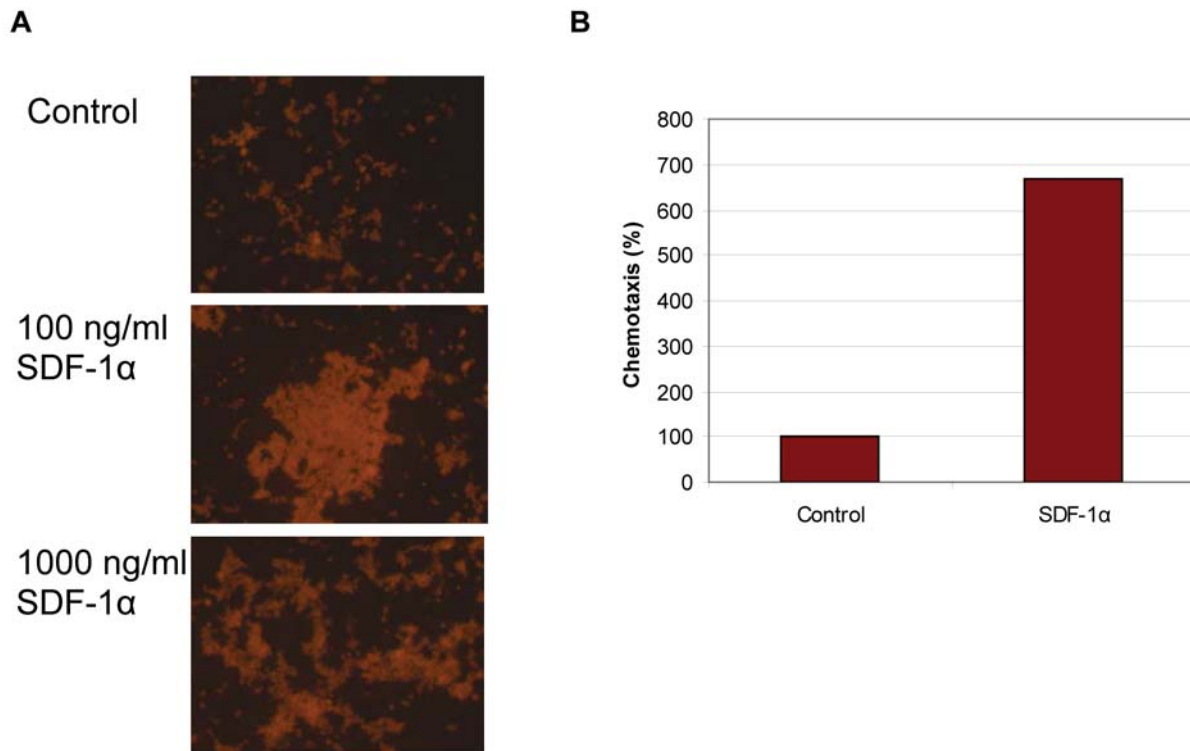 A
Control
100 ng/ml
SDF-1α
1000 ng/ml
SDF-1α
B
800
700
600
500
400
300
200
100
0
Chemotaxis (%)
Control
SDF-1α